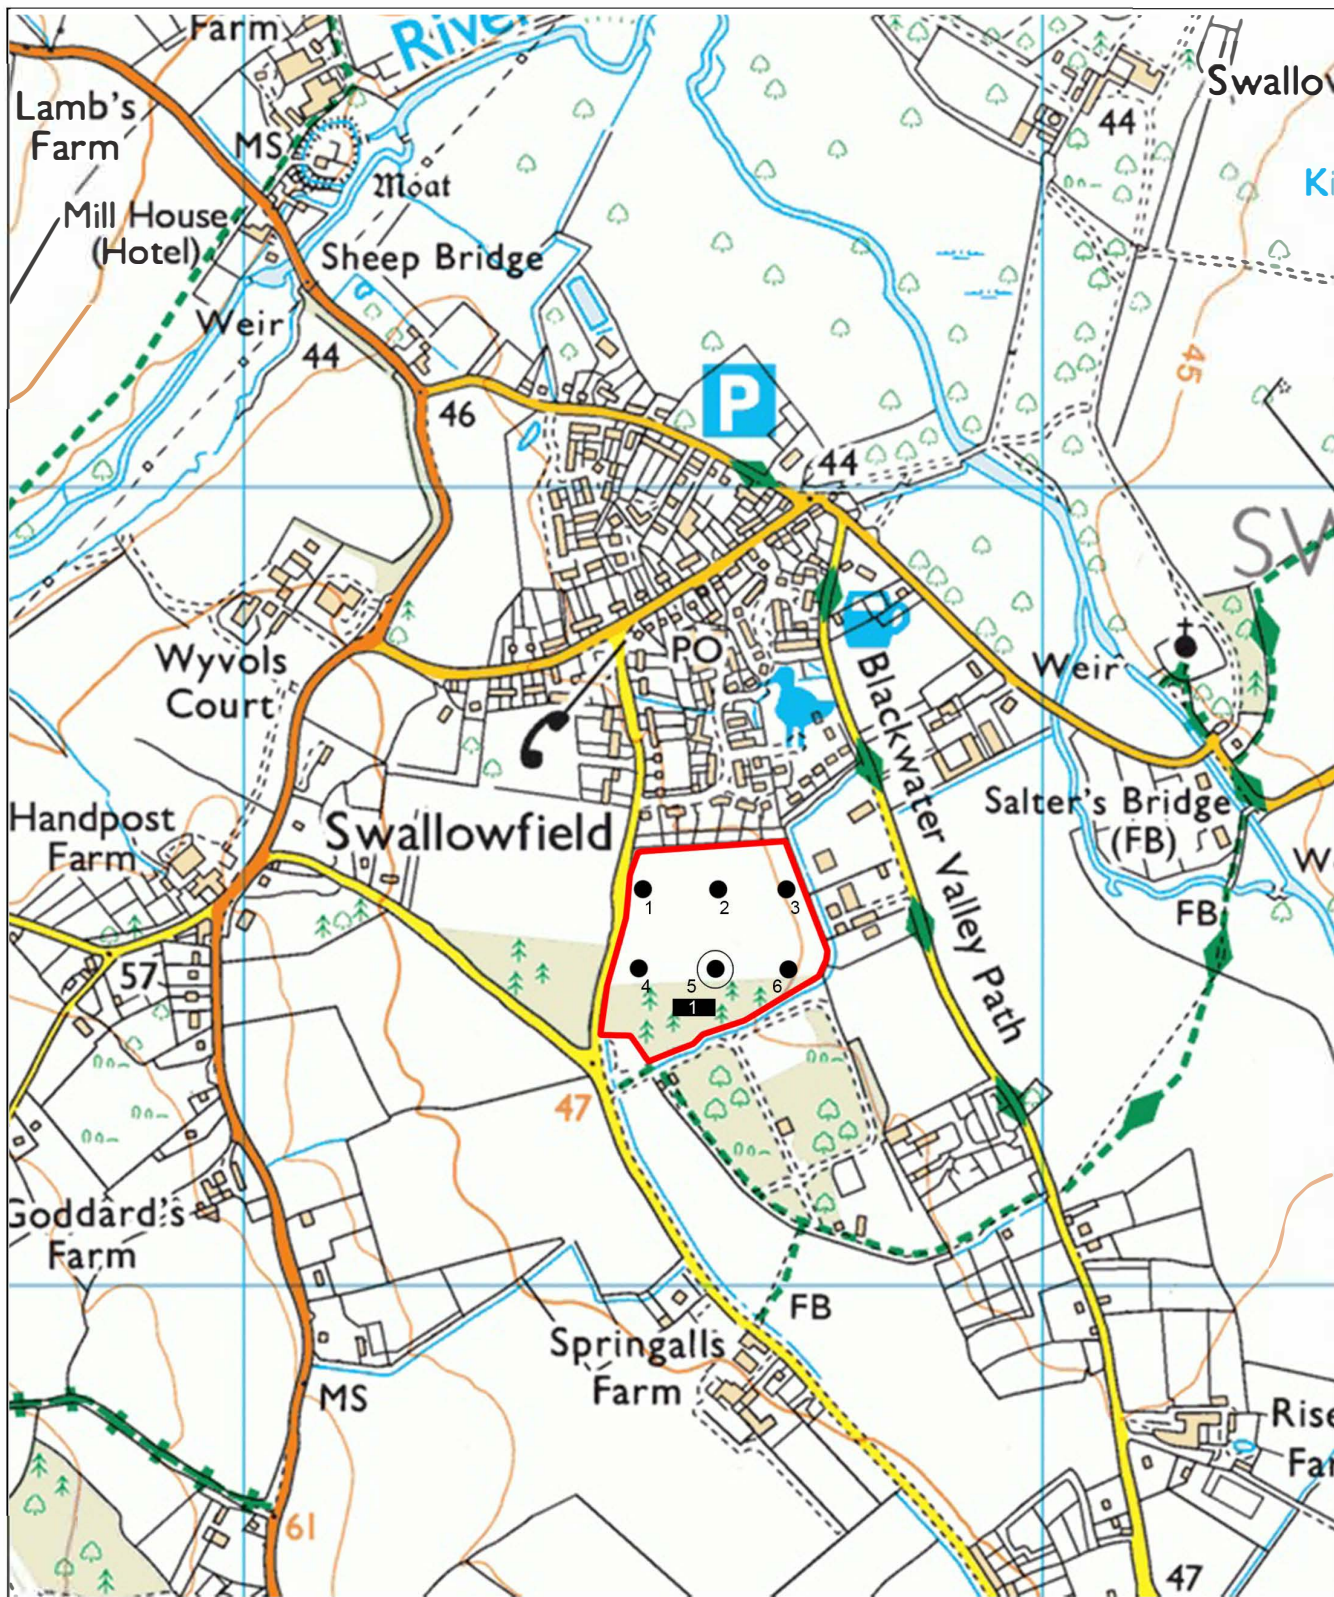 Farm
River
Swallow
Lamb's
Farm
MS
Moat
44
Mill House
(Hotel)
Sheep Bridge
Ki
Weir
44
45
46
P
44
SW
Wyvols
Court
PO
Weir
Blackwater Valley Path
Handpost
Farm
Swallowfield
Salter's Bridge
(FB)
W
1
2
3
FB
57
4
5
6
1
47
Goddard's
Farm
FB
Springalls
Farm
MS
Rise
Far
61
47